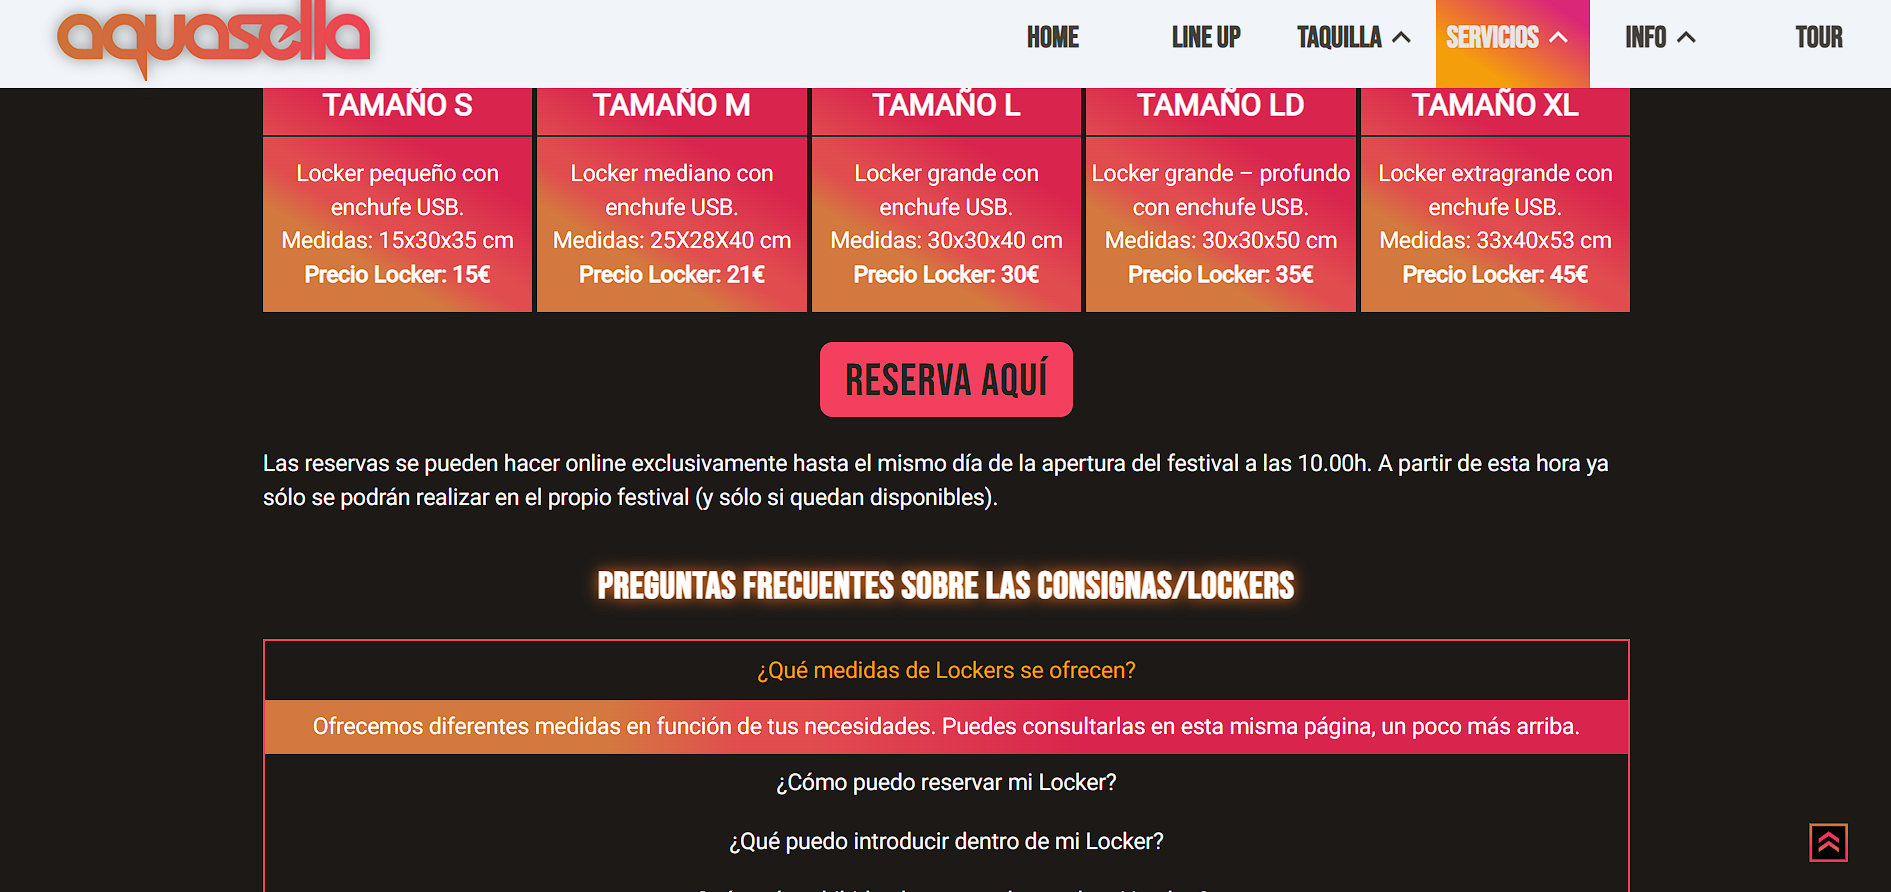 aquasella
HOME LINE UP TAQUILLA SERVICIOS INFO TOUR
TAMAÑO S
Locker pequeño con
enchufe USB.
Medidas: 15x30x35 cm
Precio Locker: 15€
TAMAÑO M
Locker mediano con
enchufe USB.
Medidas: 25X28X40 cm
Precio Locker: 21€
TAMAÑO L
Locker grande con
enchufe USB.
Medidas: 30x30x40 cm
Precio Locker: 30€
TAMAÑO LD
Locker grande – profundo
con enchufe USB.
Medidas: 30x30x50 cm
Precio Locker: 35€
TAMAÑO XL
Locker extragrande con
enchufe USB.
Medidas: 33x40x53 cm
Precio Locker: 45€
RESERVA AQUÍ
Las reservas se pueden hacer online exclusivamente hasta el mismo día de la apertura del festival a las 10.00h. A partir de esta hora ya
sólo se podrán realizar en el propio festival (y sólo si quedan disponibles).
PREGUNTAS FRECUENTES SOBRE LAS CONSIGNAS/LOCKERS
¿Qué medidas de Lockers se ofrecen?
Ofrecemos diferentes medidas en función de tus necesidades. Puedes consultarlas en esta misma página, un poco más arriba.
¿Cómo puedo reservar mi Locker?
¿Qué puedo introducir dentro de mi Locker?